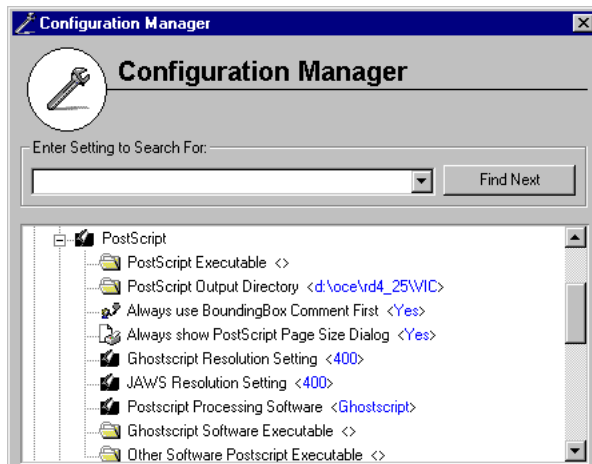 Configuration Manager
Configuration Manager
Enter Setting to Search For:
Find Next
PostScript
PostScript Executable <>
PostScript Output Directory <d:\oce\rd4_25\VIC>
Always use BoundingBox Comment First <Yes>
Always show PostScript Page Size Dialog <Yes>
Ghostscript Resolution Setting <400>
JAWS Resolution Setting <400>
Postscript Processing Software <Ghostscript>
Ghostscript Software Executable <>
Other Software Postscript Executable <>